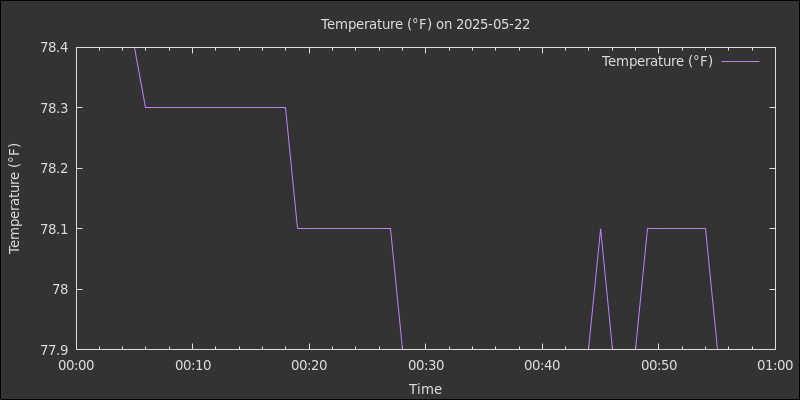 Temperature (°F) on 2025-05-22
Temperature (°F)
78.4
78.3
78.2
78.1
78
77.9
Temperature (°F)
00:00 00:10 00:20 00:30 00:40 00:50 01:00
Time